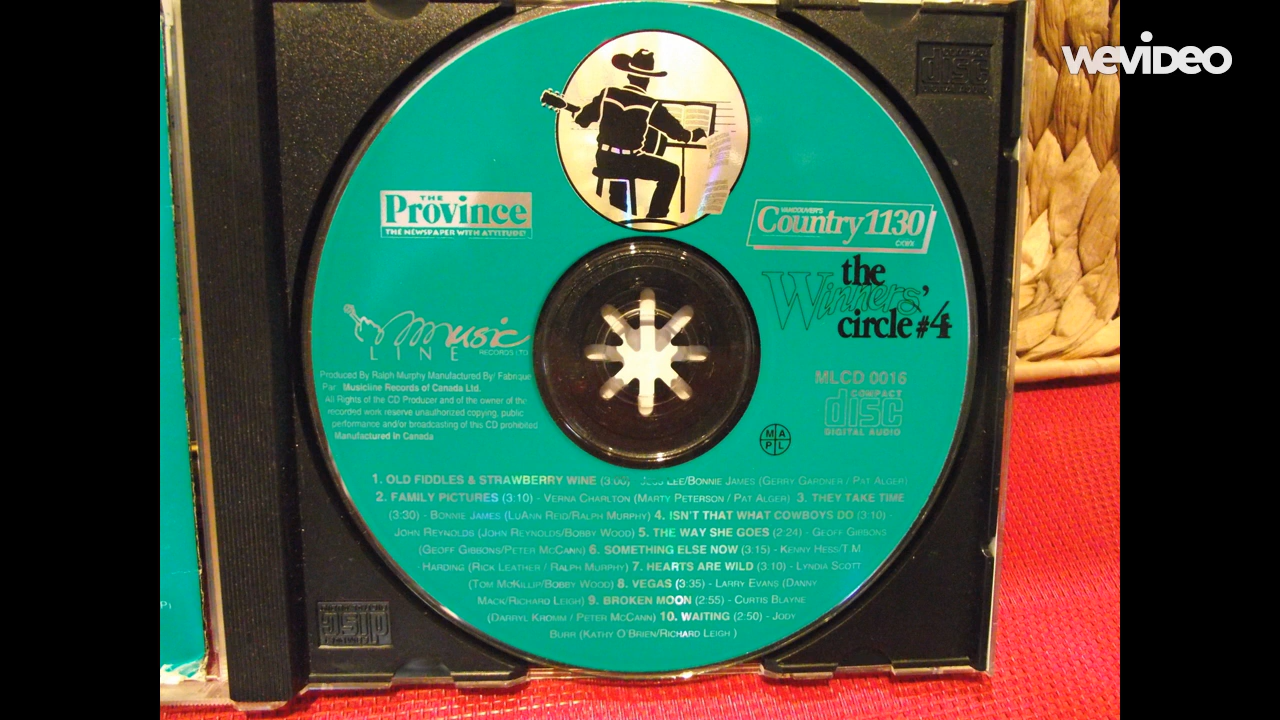 wevideo
THE
Province
THE NEWSPAPER WITH ATTITUDE!
VANCOUVER'S
Country 1130
CKWX
the
Winners'
circle #4
Music
LINE RECORDS LTD
Produced By Ralph Murphy Manufactured By/ Fabrique
Par Musicline Records of Canada Ltd.
All Rights of the CD Producer and of the owner of the
recorded work reserve unauthorized copying, public
performance and/or broadcasting of this CD prohibited
Manufactured in Canada
MLCD 0016
COMPACT
disc
DIGITAL AUDIO
M A
P L
1. OLD FIDDLES & STRAWBERRY WINE (3:00) - LEE/BONNIE JAMES (GERRY GARDNER / PAT ALGER)
2. FAMILY PICTURES (3:10) - VERNA CHARLTON (MARTY PETERSON / PAT ALGER) 3. THEY TAKE TIME
(3:30) - BONNIE JAMES (LUANN REID/RALPH MURPHY) 4. ISN'T THAT WHAT COWBOYS DO (3:10) -
JOHN REYNOLDS (JOHN REYNOLDS/BOBBY WOOD) 5. THE WAY SHE GOES (2:24) - GEOFF GIBBONS
(GEOFF GIBBONS/PETER MCCANN) 6. SOMETHING ELSE NOW (3:15) - KENNY HESS/T M
HARDING (RICK LEATHER / RALPH MURPHY) 7. HEARTS ARE WILD (3:10) - LYNDIA SCOTT
(TOM MCKILLIP/BOBBY WOOD) 8. VEGAS (3:35) - LARRY EVANS (DANNY
MACK/RICHARD LEIGH) 9. BROKEN MOON (2:55) - CURTIS BLAYNE
(DARRYL KROMM / PETER MCCANN) 10. WAITING (2:50) - JODY
BURR (KATHY O'BRIEN/RICHARD LEIGH )
disc